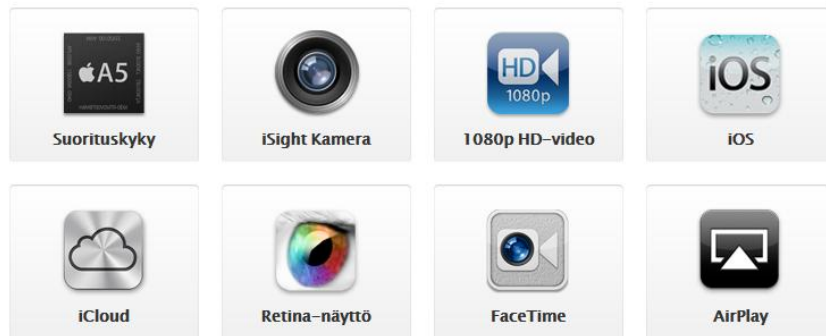 A5
HD
1080p
iOS
Suorituskyky
iSight Kamera
1080p HD-video
iOS
iCloud
Retina-näyttö
FaceTime
AirPlay